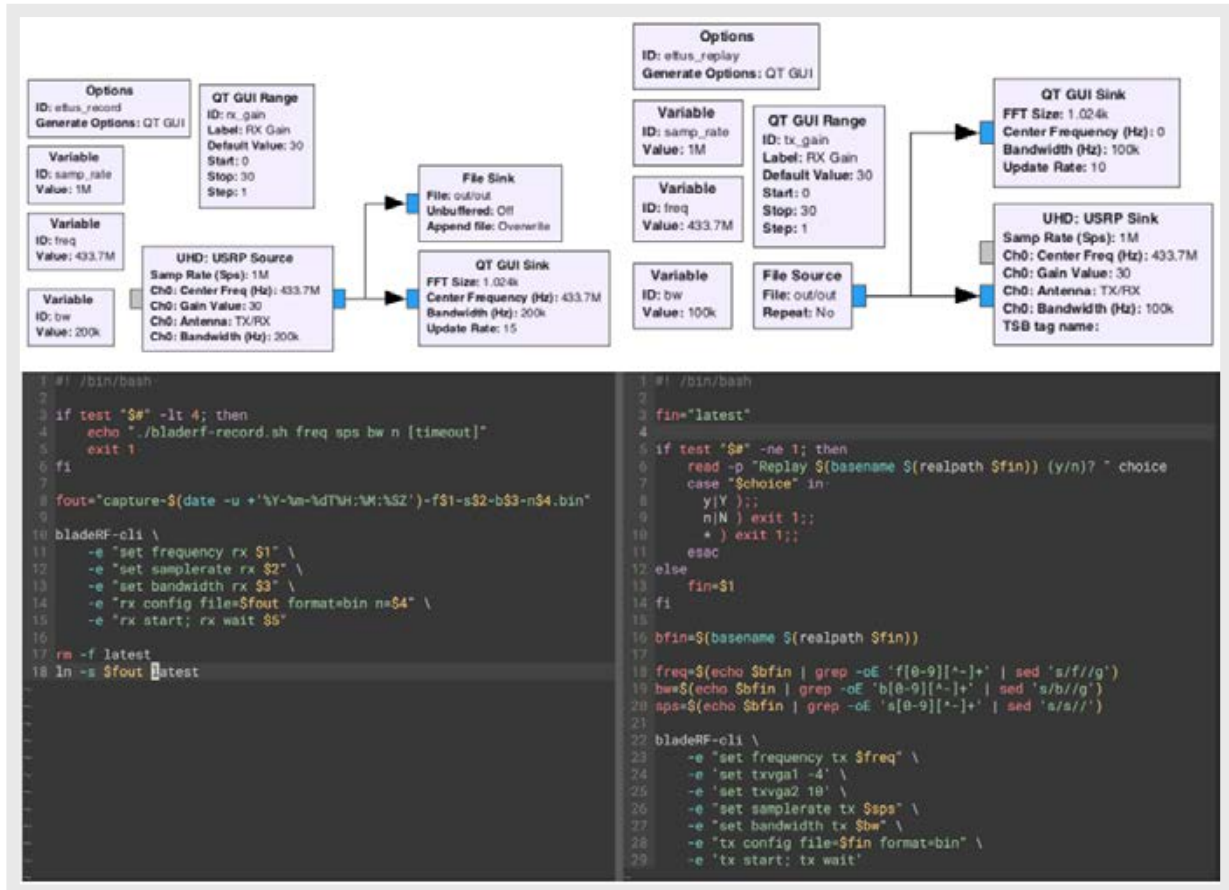 Options
ID: ettus_record
Generate Options: QT GUI
Variable
ID: samp_rate
Value: 1M
Variable
ID: freq
Value: 433.7M
Variable
ID: bw
Value: 200k
QT GUI Range
ID: rx_gain
Label: RX Gain
Default Value: 30
Start: 0
Stop: 30
Step: 1
UHD: USRP Source
Samp Rate (Sps): 1M
Ch0: Center Freq (Hz): 433.7M
Ch0: Gain Value: 30
Ch0: Antenna: TX/RX
Ch0: Bandwidth (Hz): 200k
File Sink
File: out/out
Unbuffered: Off
Append file: Overwrite
QT GUI Sink
FFT Size: 1.024k
Center Frequency (Hz): 433.7M
Bandwidth (Hz): 200k
Update Rate: 15
Options
ID: ettus_replay
Generate Options: QT GUI
Variable
ID: samp_rate
Value: 1M
Variable
ID: freq
Value: 433.7M
Variable
ID: bw
Value: 100k
QT GUI Range
ID: tx_gain
Label: RX Gain
Default Value: 30
Start: 0
Stop: 30
Step: 1
File Source
File: out/out
Repeat: No
QT GUI Sink
FFT Size: 1.024k
Center Frequency (Hz): 0
Bandwidth (Hz): 100k
Update Rate: 10
UHD: USRP Sink
Samp Rate (Sps): 1M
Ch0: Center Freq (Hz): 433.7M
Ch0: Gain Value: 30
Ch0: Antenna: TX/RX
Ch0: Bandwidth (Hz): 100k
TSB tag name:
1 #! /bin/bash
2
3 if test "$#" -lt 4; then
4     echo "./bladerf-record.sh freq sps bw n [timeout]"
5     exit 1
6 fi
7
8 fout="capture-$(date -u +'%Y-%m-%dT%H:%M:%SZ')-f$1-s$2-b$3-n$4.bin"
9
10 bladeRF-cli \
11     -e "set frequency rx $1" \
12     -e "set samplerate rx $2" \
13     -e "set bandwidth rx $3" \
14     -e "rx config file=$fout format=bin n=$4" \
15     -e "rx start; rx wait $5"
16
17 rm -f latest
18 ln -s $fout latest
1 #! /bin/bash
2
3 fin="latest"
4
5 if test "$#" -ne 1; then
6     read -p "Replay $(basename $(realpath $fin)) (y/n)? " choice
7     case "$choice" in
8       y|Y );;
9       n|N ) exit 1;;
10       * ) exit 1;;
11     esac
12 else
13     fin=$1
14 fi
15
16 bfin=$(basename $(realpath $fin))
17
18 freq=$(echo $bfin | grep -oE 'f[0-9][^-]+' | sed 's/f//g')
19 bw=$(echo $bfin | grep -oE 'b[0-9][^-]+' | sed 's/b//g')
20 sps=$(echo $bfin | grep -oE 's[0-9][^-]+' | sed 's/s//')
21
22 bladeRF-cli \
23     -e "set frequency tx $freq" \
24     -e 'set txvga1 -4' \
25     -e 'set txvga2 10' \
26     -e "set samplerate tx $sps" \
27     -e "set bandwidth tx $bw" \
28     -e "tx config file=$fin format=bin" \
29     -e 'tx start; tx wait'